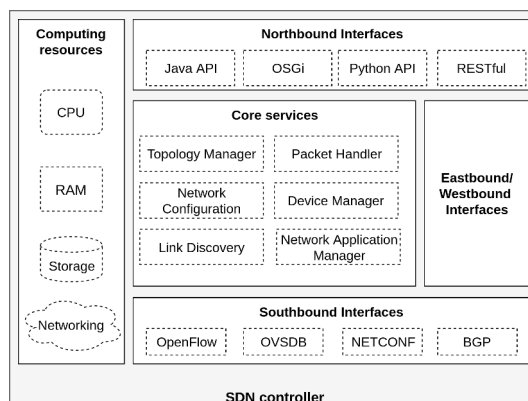 Computing
resources
CPU
RAM
Storage
Networking
Northbound Interfaces
Java API
OSGi
Python API
RESTful
Core services
Topology Manager
Packet Handler
Network
Configuration
Device Manager
Link Discovery
Network Application
Manager
Eastbound/
Westbound
Interfaces
Southbound Interfaces
OpenFlow
OVSDB
NETCONF
BGP
SDN controller